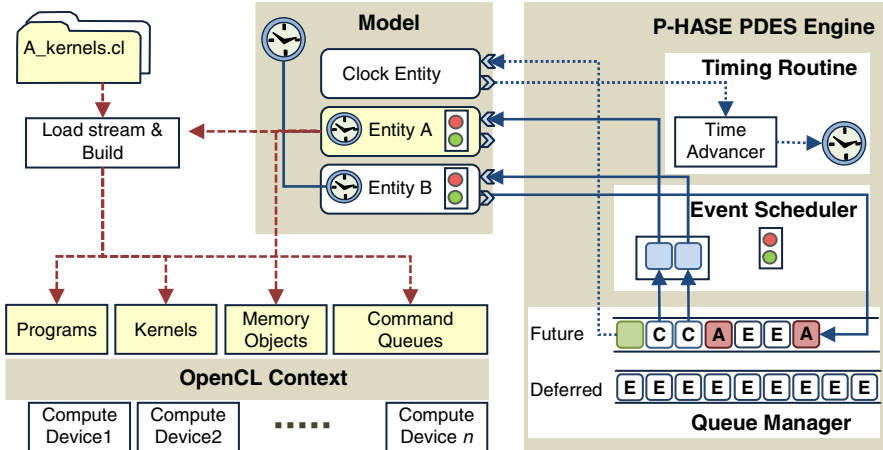 A_kernels.cl
Load stream &
Build
Programs
Kernels
Memory
Objects
Command
Queues
OpenCL Context
Compute
Device1
Compute
Device2
Compute
Device n
Model
Clock Entity
Entity A
Entity B
P-HASE PDES Engine
Timing Routine
Time
Advancer
Event Scheduler
Future C C A E E A
Deferred E E E E E E E E E
Queue Manager